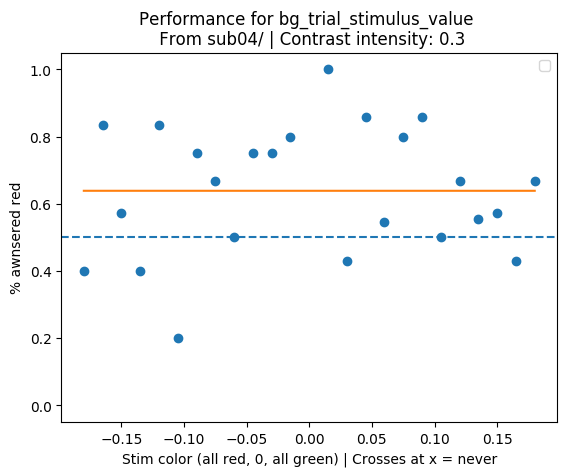 Performance for bg_trial_stimulus_value
From sub04/ | Contrast intensity: 0.3
1.0
0.8
0.6
0.4
0.2
0.0
% awnsered red
−0.15 −0.10 −0.05 0.00 0.05 0.10 0.15
Stim color (all red, 0, all green) | Crosses at x = never